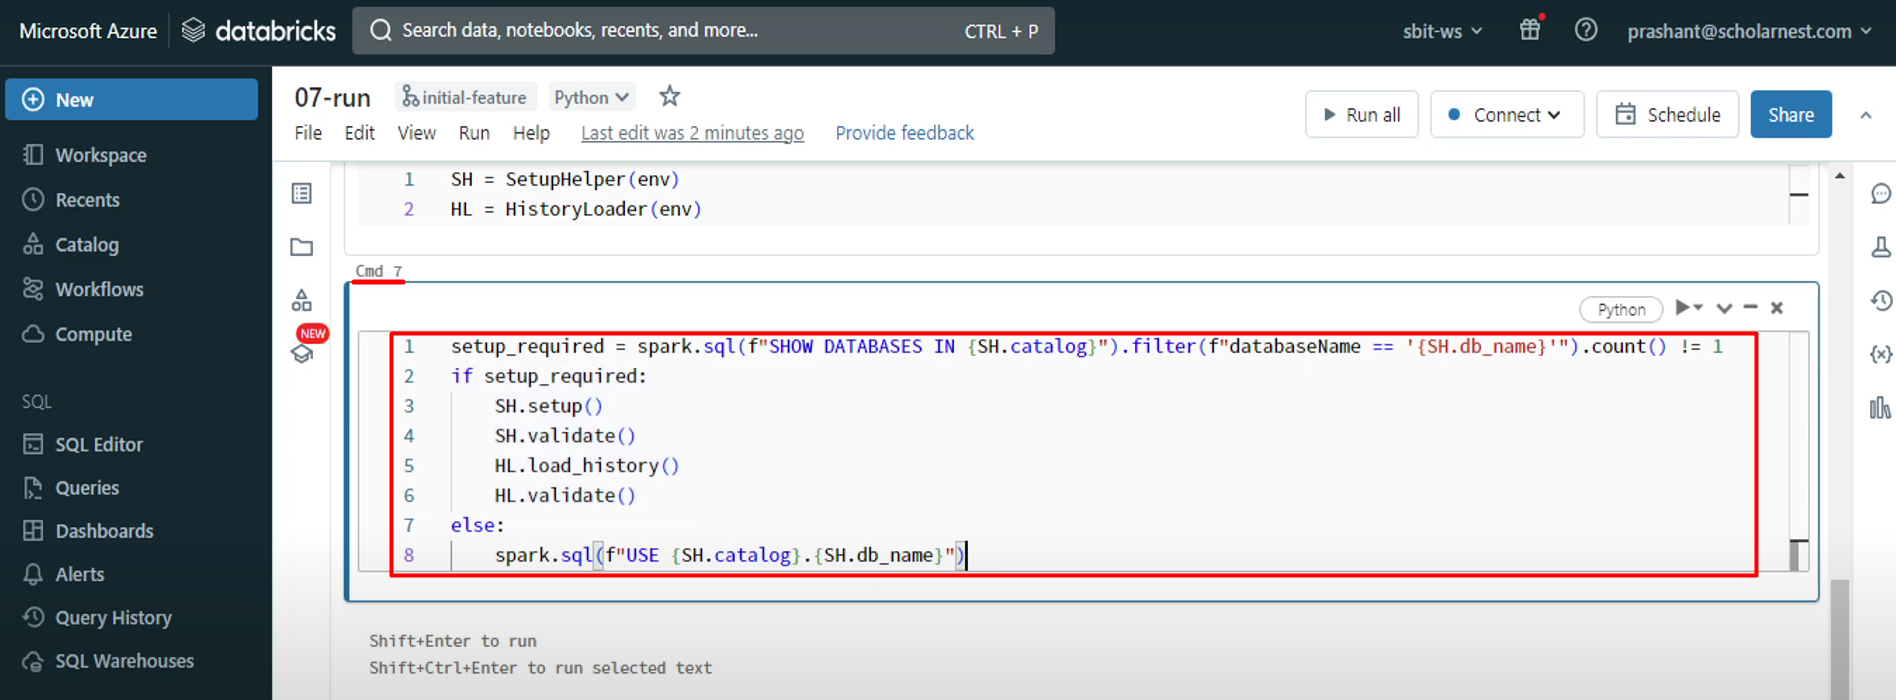 Microsoft Azure databricks Search data, notebooks, recents, and more... CTRL + P sbit-ws prashant@scholarnest.com
New
Workspace
Recents
Catalog
Workflows
Compute
SQL
SQL Editor
Queries
Dashboards
Alerts
Query History
SQL Warehouses
07-run initial-feature Python
File Edit View Run Help Last edit was 2 minutes ago Provide feedback
Run all Connect Schedule Share
NEW
1 SH = SetupHelper(env)
2 HL = HistoryLoader(env)
Cmd 7
Python
1 setup_required = spark.sql(f"SHOW DATABASES IN {SH.catalog}").filter(f"databaseName == '{SH.db_name}'").count() != 1
2 if setup_required:
3 SH.setup()
4 SH.validate()
5 HL.load_history()
6 HL.validate()
7 else:
8 spark.sql(f"USE {SH.catalog}.{SH.db_name}")
Shift+Enter to run
Shift+Ctrl+Enter to run selected text